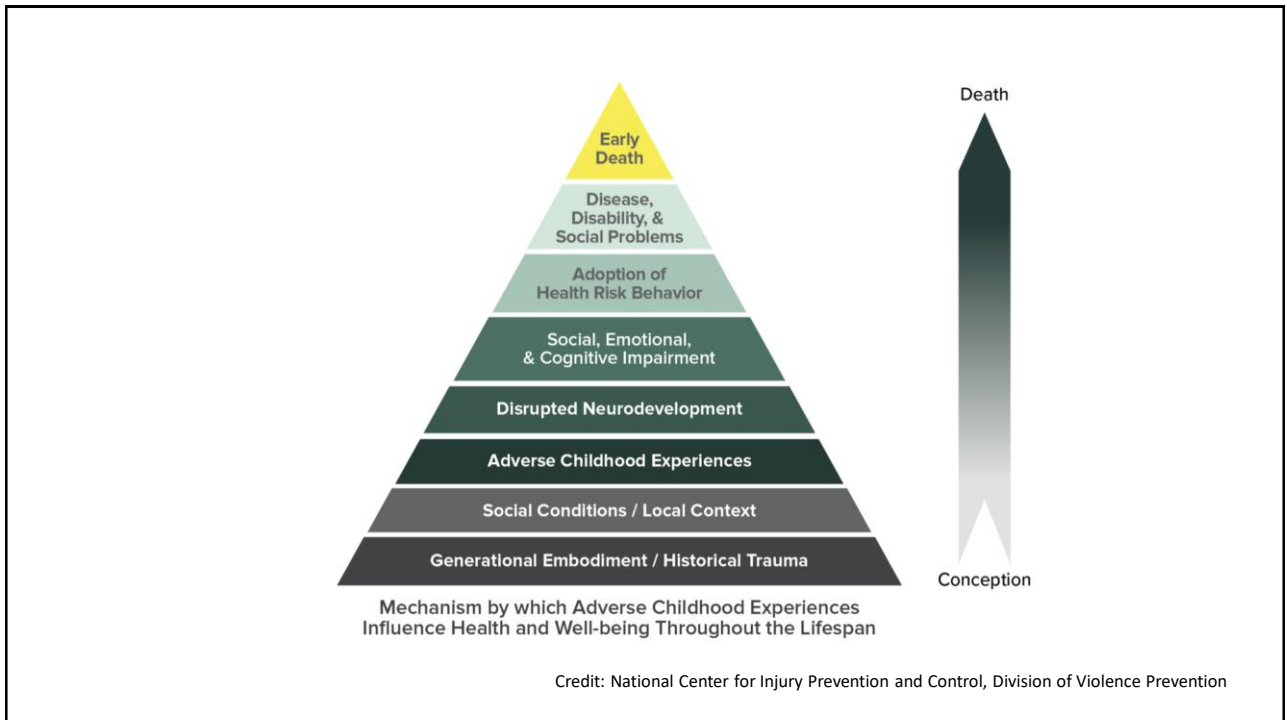 Death
Early
Death
Disease,
Disability, &
Social Problems
Adoption of
Health Risk Behavior
Social, Emotional,
& Cognitive Impairment
Disrupted Neurodevelopment
Adverse Childhood Experiences
Social Conditions / Local Context
Generational Embodiment / Historical Trauma
Conception
Mechanism by which Adverse Childhood Experiences
Influence Health and Well-being Throughout the Lifespan
Credit: National Center for Injury Prevention and Control, Division of Violence Prevention